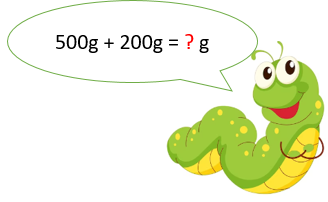 500g + 200g = ? g